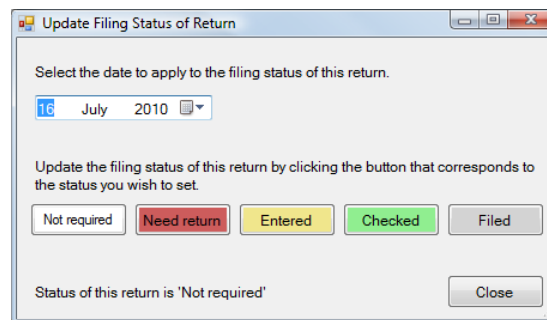 Update Filing Status of Return
Select the date to apply to the filing status of this return.
16 July 2010
Update the filing status of this return by clicking the button that corresponds to
the status you wish to set.
Not required Need return Entered Checked Filed
Status of this return is 'Not required' Close